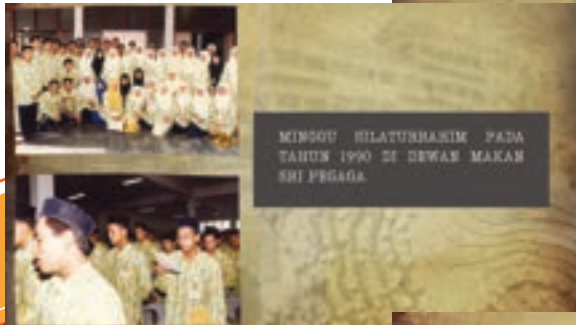 MINGGU SILATURRAHIM PADA
TAHUN 1990 DI DEWAN MAKAN
SRI PEGAGA